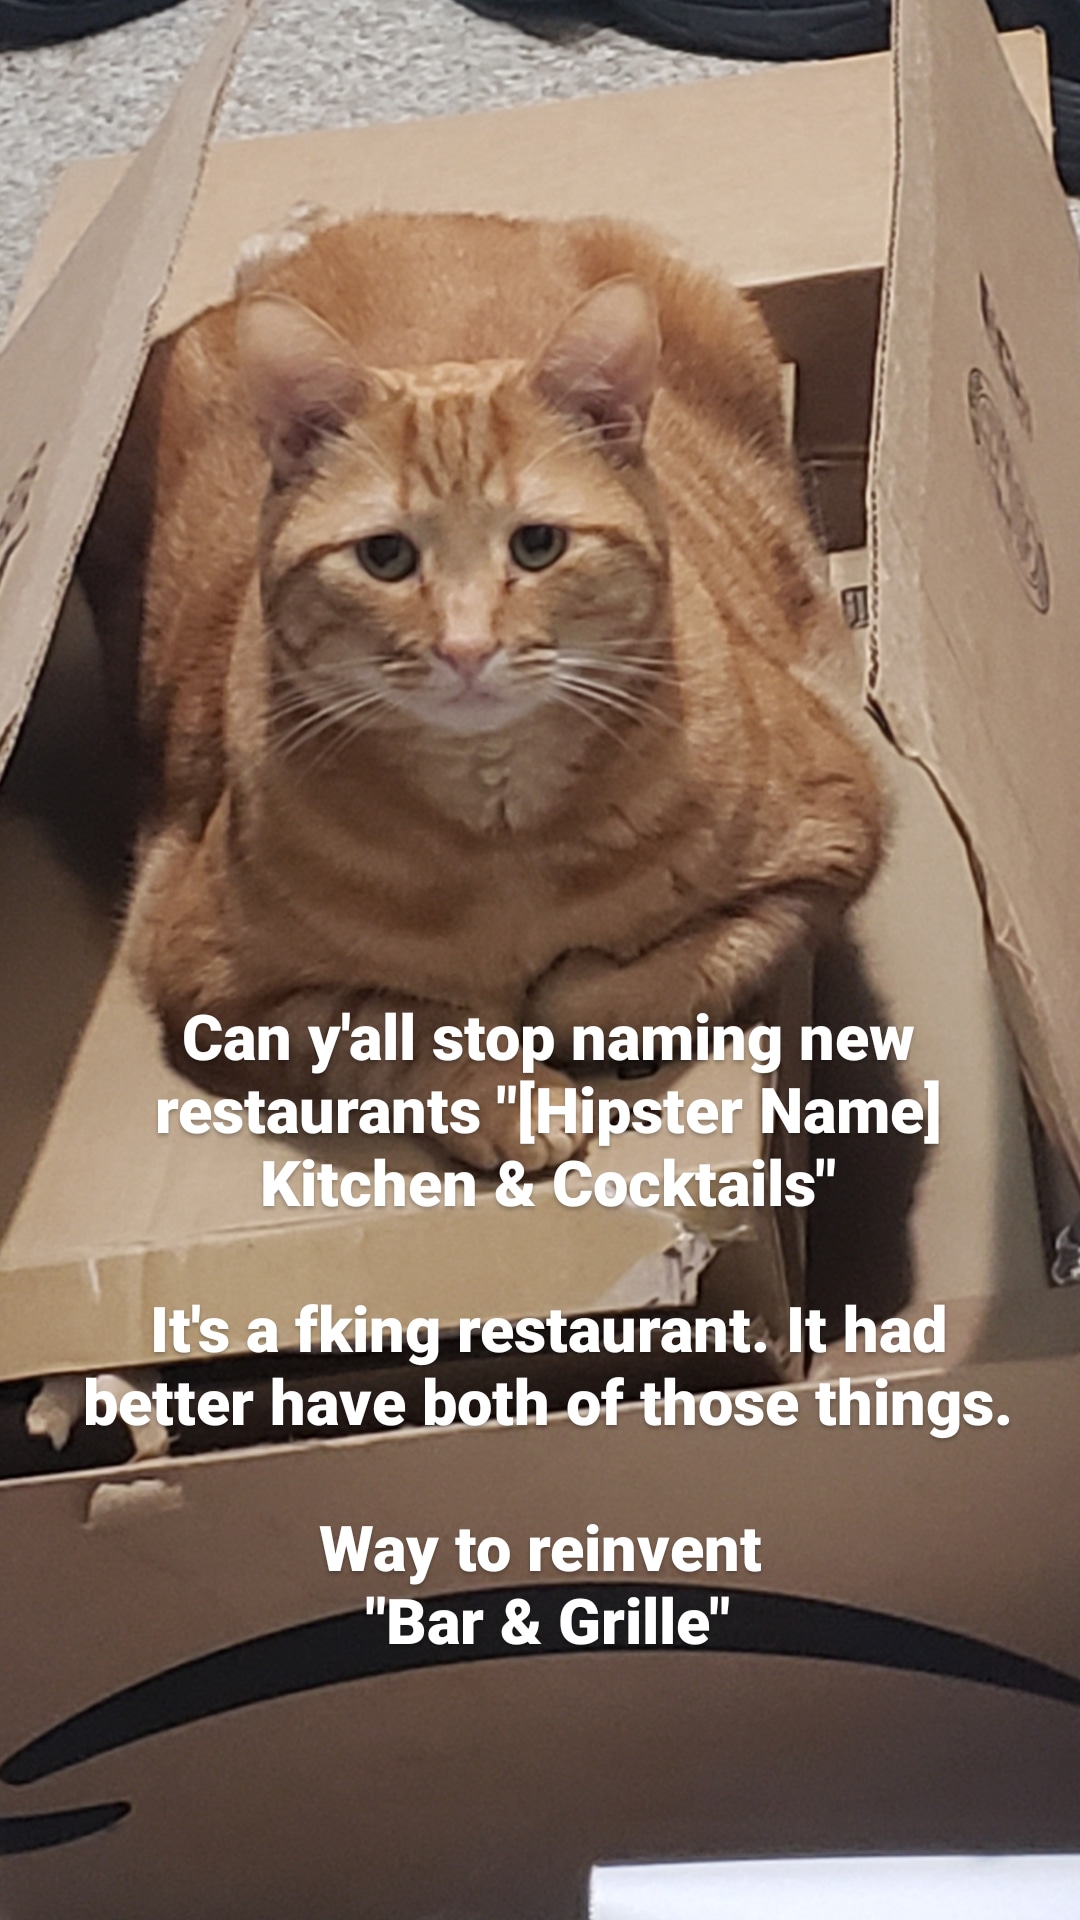 Can y'all stop naming new
restaurants "[Hipster Name]
Kitchen & Cocktails"
It's a fking restaurant. It had
better have both of those things.
Way to reinvent
"Bar & Grille"